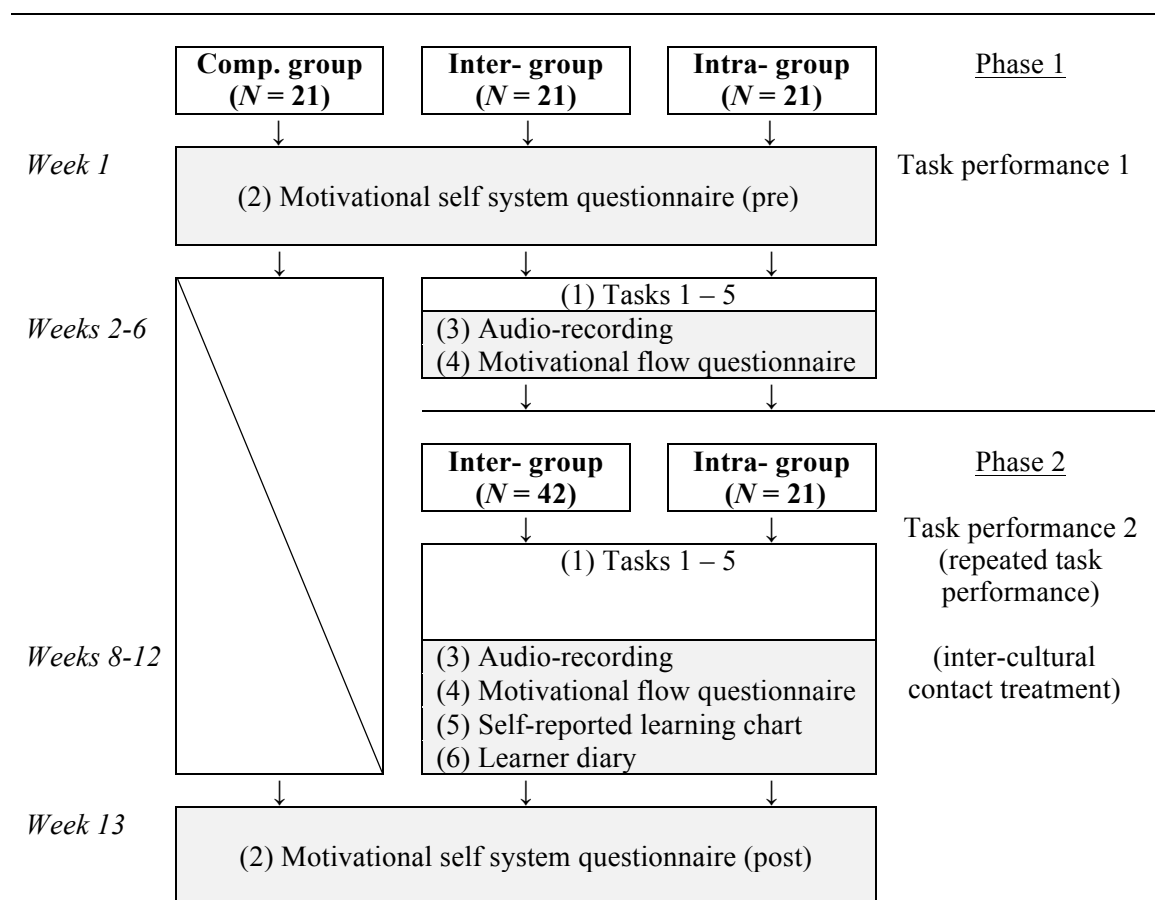 Comp. group Inter- group Intra- group Phase 1
(N = 21) (N = 21) (N = 21)
↓ ↓ ↓
Week 1 Task performance 1
(2) Motivational self system questionnaire (pre)
↓ ↓ ↓
(1) Tasks 1 – 5
Weeks 2-6 (3) Audio-recording
(4) Motivational flow questionnaire
↓ ↓
Inter- group Intra- group Phase 2
(N = 42) (N = 21)
↓ ↓ Task performance 2
(1) Tasks 1 – 5 (repeated task
performance)
Weeks 8-12 (3) Audio-recording (inter-cultural
(4) Motivational flow questionnaire contact treatment)
(5) Self-reported learning chart
(6) Learner diary
↓ ↓ ↓
Week 13
(2) Motivational self system questionnaire (post)